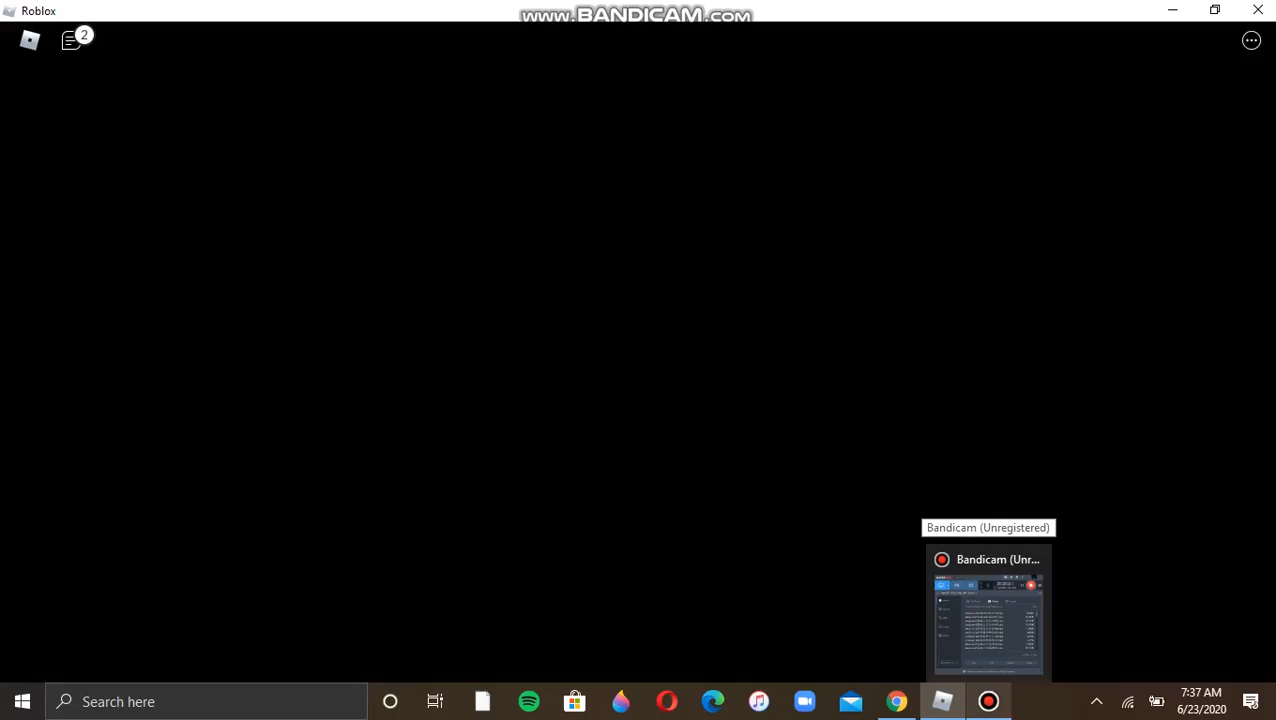 Roblox
www.BANDICAM.com
2
Bandicam (Unregistered)
Bandicam (Unr...
Search here
7:37 AM
6/23/2020